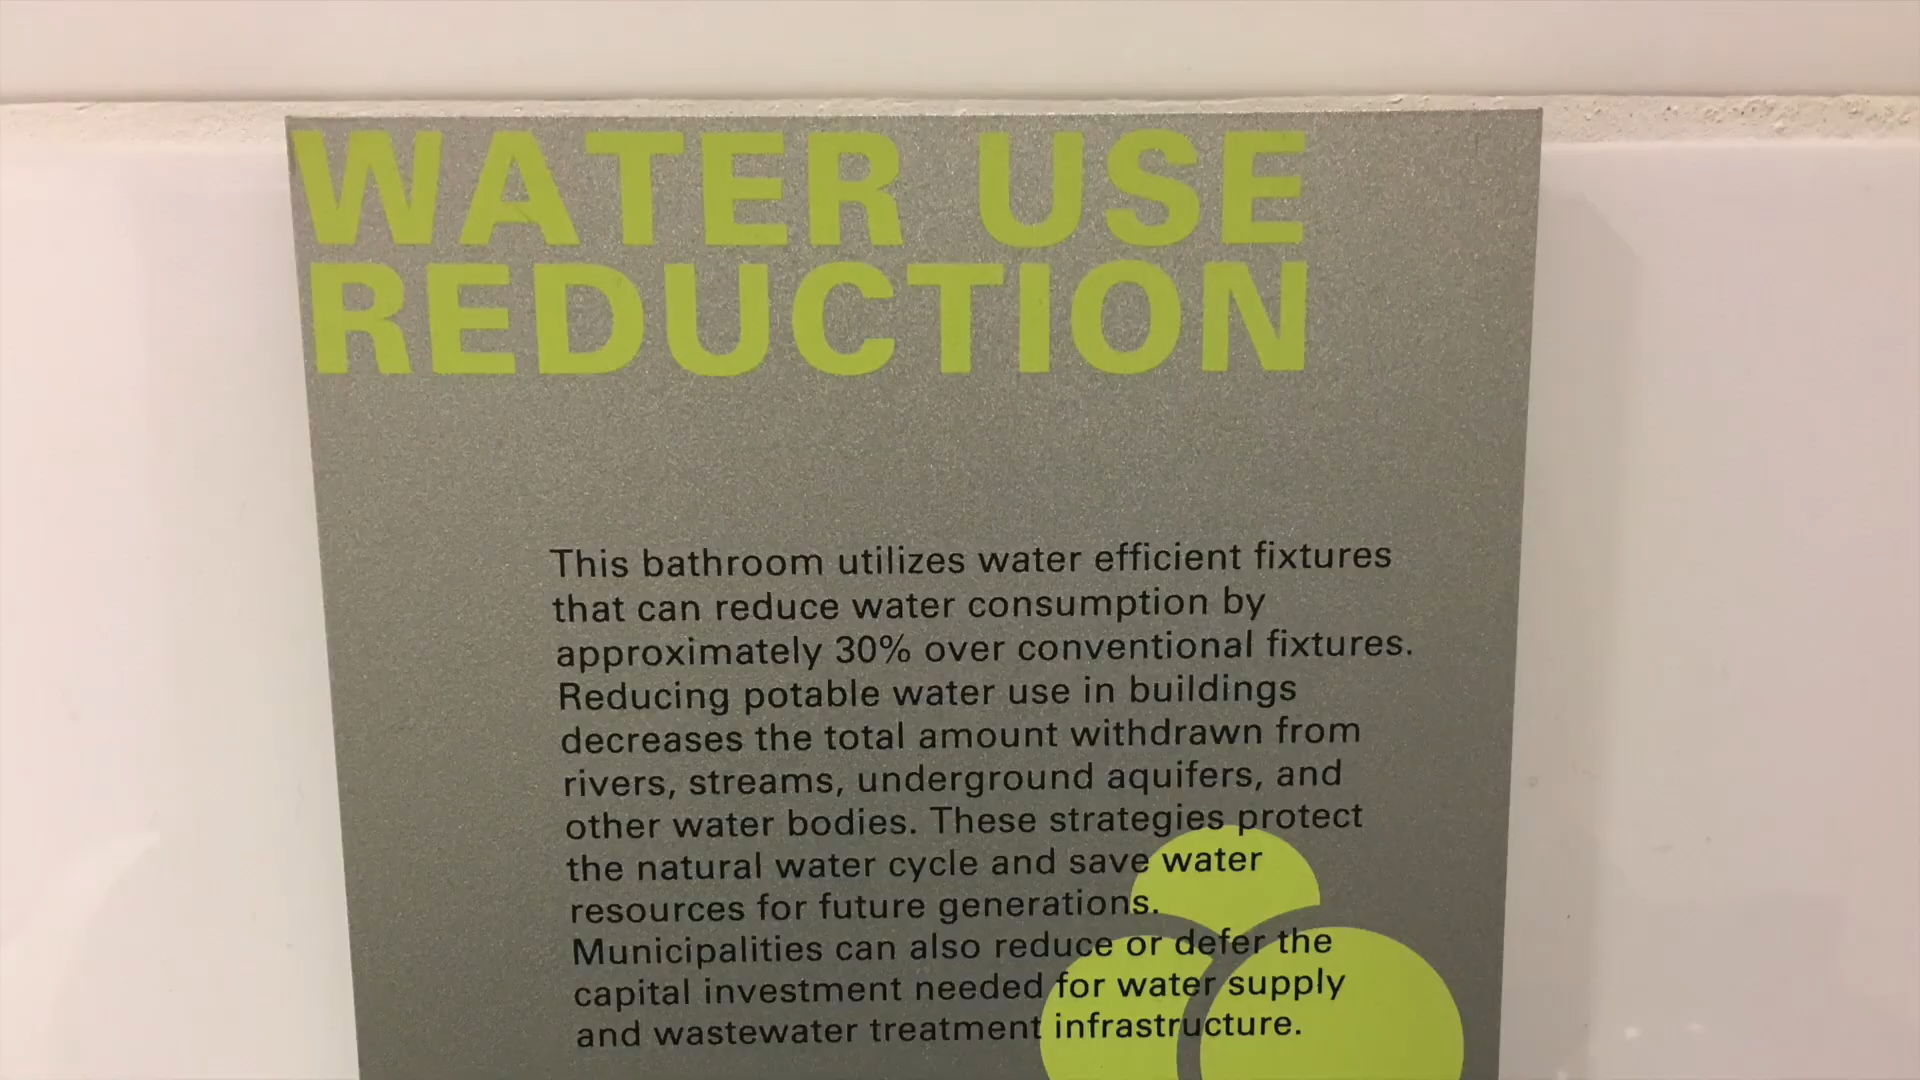 WATER USE
REDUCTION
This bathroom utilizes water efficient fixtures
that can reduce water consumption by
approximately 30% over conventional fixtures.
Reducing potable water use in buildings
decreases the total amount withdrawn from
rivers, streams, underground aquifers, and
other water bodies. These strategies protect
the natural water cycle and save water
resources for future generations.
Municipalities can also reduce or defer the
capital investment needed for water supply
and wastewater treatment infrastructure.